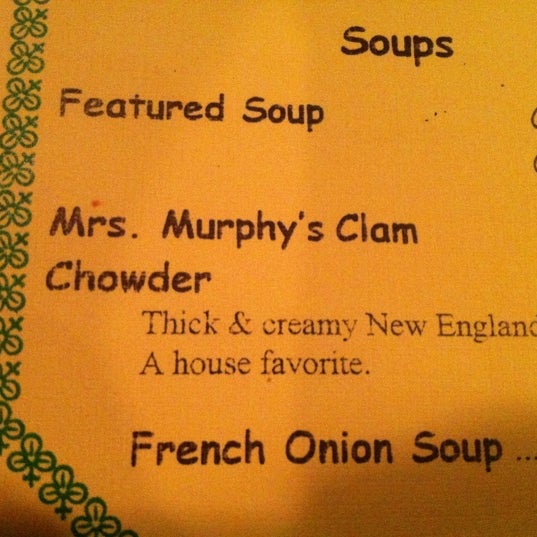 Soups
Featured Soup
Mrs. Murphy's Clam
Chowder
Thick & creamy New England
A house favorite.
French Onion Soup ...